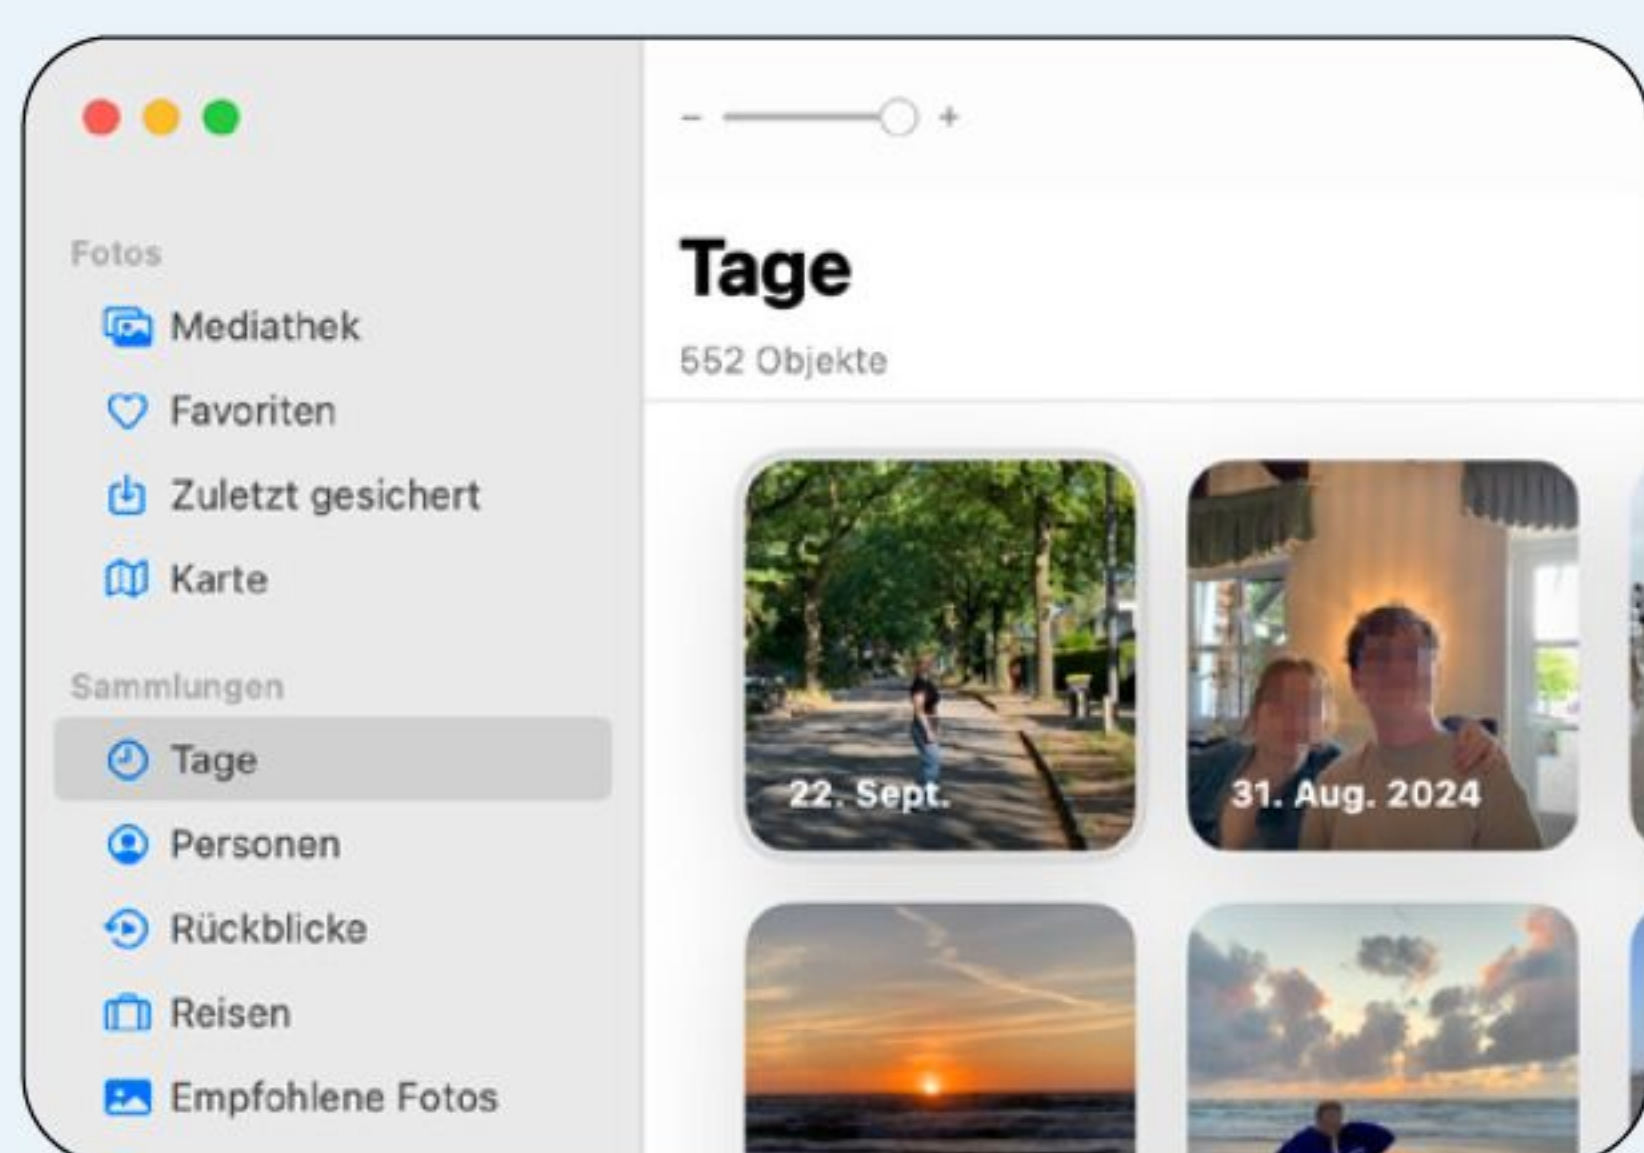 Fotos
Mediathek
Favoriten
Zuletzt gesichert
Karte
Sammlungen
Tage
Personen
Rückblicke
Reisen
Empfohlene Fotos
Tage
552 Objekte
22. Sept.
31. Aug. 2024